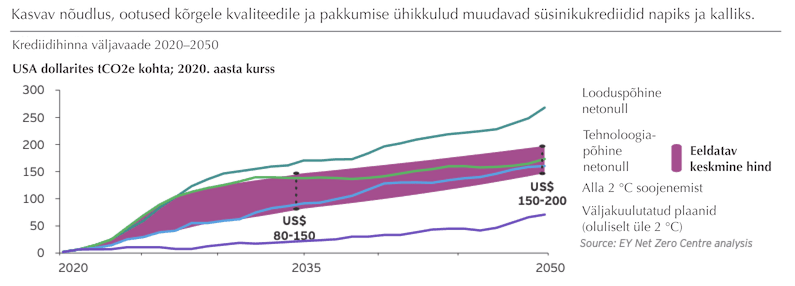 Kasvav nõudlus, ootused kõrgele kvaliteedile ja pakkumise ühikkulud muudavad süsinikukrediidid napiks ja kalliks.
Krediidihinna väljavaade 2020–2050
USA dollarites tCO2e kohta; 2020. aasta kurss
300
250
200
150
100
50
0
2020
2035
2050
US$
80-150
US$
150-200
Looduspõhine
netonull
Tehnoloogia-
põhine
netonull
Eeldatav
keskmine hind
Alla 2 °C soojenemist
Väljakuulutatud plaanid
(oluliselt üle 2 °C)
Source: EY Net Zero Centre analysis